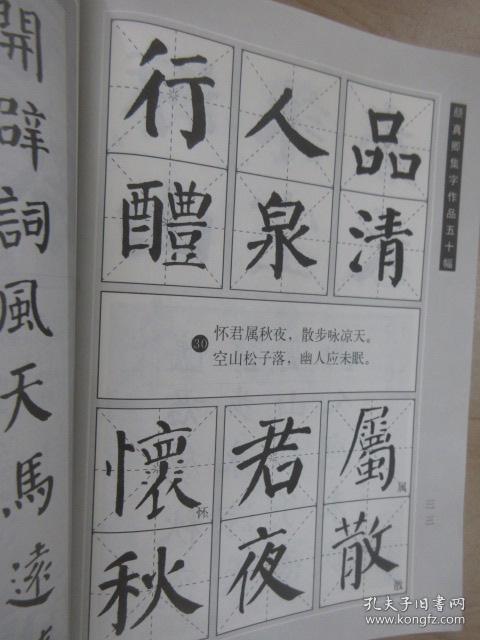 開辟詞風天馬遠
行人品
醴泉清
30 怀君属秋夜，散步咏凉天。
空山松子落，幽人应未眠。
懷君屬
怀
属
秋夜散
散
颜真卿集字作品五十幅
三三
孔夫子旧书网